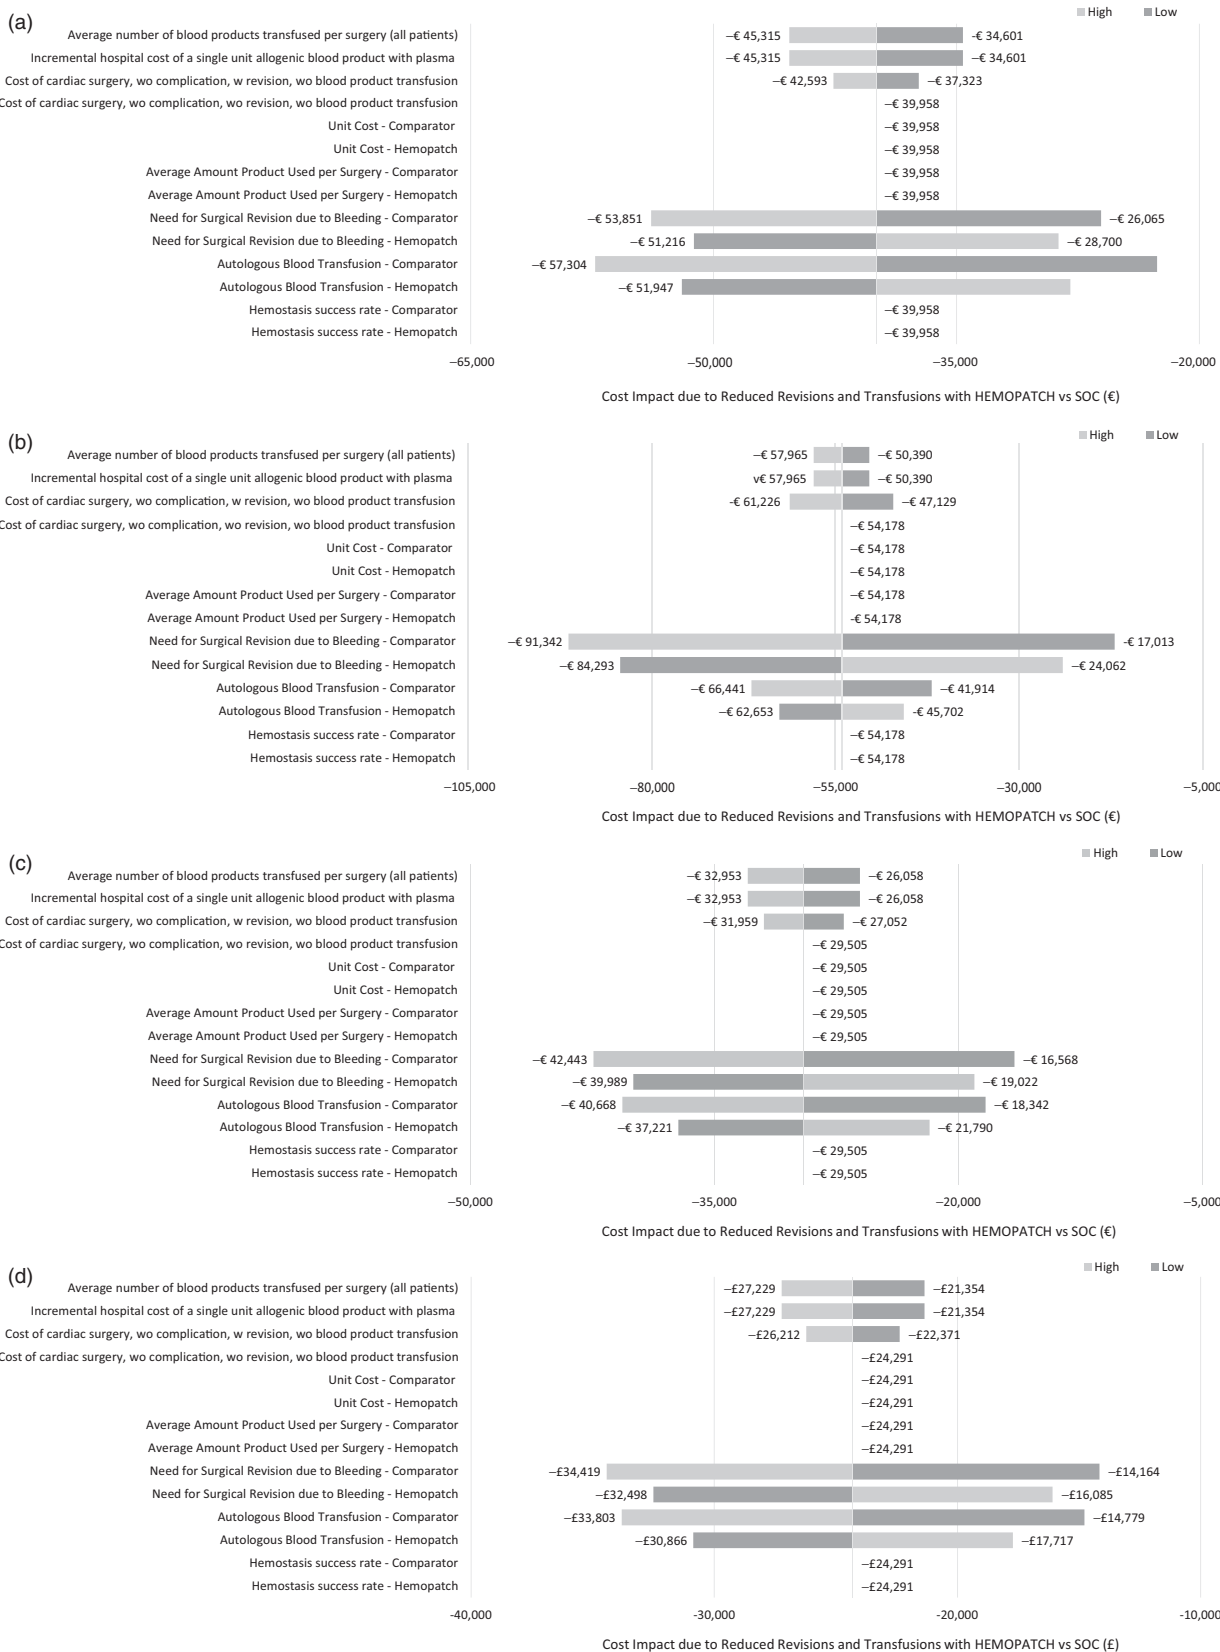 (a)
High Low
Average number of blood products transfused per surgery (all patients) –€ 45,315 -€ 34,601
Incremental hospital cost of a single unit allogenic blood product with plasma –€ 45,315 –€ 34,601
Cost of cardiac surgery, wo complication, w revision, wo blood product transfusion –€ 42,593 –€ 37,323
Cost of cardiac surgery, wo complication, wo revision, wo blood product transfusion –€ 39,958
Unit Cost - Comparator –€ 39,958
Unit Cost - Hemopatch –€ 39,958
Average Amount Product Used per Surgery - Comparator –€ 39,958
Average Amount Product Used per Surgery - Hemopatch –€ 39,958
Need for Surgical Revision due to Bleeding - Comparator –€ 53,851 –€ 26,065
Need for Surgical Revision due to Bleeding - Hemopatch –€ 51,216 –€ 28,700
Autologous Blood Transfusion - Comparator –€ 57,304
Autologous Blood Transfusion - Hemopatch –€ 51,947
Hemostasis success rate - Comparator –€ 39,958
Hemostasis success rate - Hemopatch –€ 39,958
–65,000 –50,000 –35,000 –20,000
Cost Impact due to Reduced Revisions and Transfusions with HEMOPATCH vs SOC (€)
(b)
High Low
Average number of blood products transfused per surgery (all patients) –€ 57,965 –€ 50,390
Incremental hospital cost of a single unit allogenic blood product with plasma v€ 57,965 –€ 50,390
Cost of cardiac surgery, wo complication, w revision, wo blood product transfusion -€ 61,226 –€ 47,129
Cost of cardiac surgery, wo complication, wo revision, wo blood product transfusion –€ 54,178
Unit Cost - Comparator –€ 54,178
Unit Cost - Hemopatch –€ 54,178
Average Amount Product Used per Surgery - Comparator –€ 54,178
Average Amount Product Used per Surgery - Hemopatch -€ 54,178
Need for Surgical Revision due to Bleeding - Comparator –€ 91,342 –€ 17,013
Need for Surgical Revision due to Bleeding - Hemopatch –€ 84,293 –€ 24,062
Autologous Blood Transfusion - Comparator –€ 66,441 –€ 41,914
Autologous Blood Transfusion - Hemopatch –€ 62,653 -€ 45,702
Hemostasis success rate - Comparator –€ 54,178
Hemostasis success rate - Hemopatch –€ 54,178
–105,000 –80,000 –55,000 –30,000 –5,000
Cost Impact due to Reduced Revisions and Transfusions with HEMOPATCH vs SOC (€)
(c)
High Low
Average number of blood products transfused per surgery (all patients) –€ 32,953 –€ 26,058
Incremental hospital cost of a single unit allogenic blood product with plasma –€ 32,953 –€ 26,058
Cost of cardiac surgery, wo complication, w revision, wo blood product transfusion –€ 31,959 –€ 27,052
Cost of cardiac surgery, wo complication, wo revision, wo blood product transfusion –€ 29,505
Unit Cost - Comparator –€ 29,505
Unit Cost - Hemopatch –€ 29,505
Average Amount Product Used per Surgery - Comparator –€ 29,505
Average Amount Product Used per Surgery - Hemopatch –€ 29,505
Need for Surgical Revision due to Bleeding - Comparator –€ 42,443 –€ 16,568
Need for Surgical Revision due to Bleeding - Hemopatch –€ 39,989 –€ 19,022
Autologous Blood Transfusion - Comparator –€ 40,668 –€ 18,342
Autologous Blood Transfusion - Hemopatch –€ 37,221 –€ 21,790
Hemostasis success rate - Comparator –€ 29,505
Hemostasis success rate - Hemopatch –€ 29,505
–50,000 –35,000 –20,000 –5,000
Cost Impact due to Reduced Revisions and Transfusions with HEMOPATCH vs SOC (€)
(d)
High Low
Average number of blood products transfused per surgery (all patients) –£27,229 –£21,354
Incremental hospital cost of a single unit allogenic blood product with plasma –£27,229 –£21,354
Cost of cardiac surgery, wo complication, w revision, wo blood product transfusion –£26,212 –£22,371
Cost of cardiac surgery, wo complication, wo revision, wo blood product transfusion –£24,291
Unit Cost - Comparator –£24,291
Unit Cost - Hemopatch –£24,291
Average Amount Product Used per Surgery - Comparator –£24,291
Average Amount Product Used per Surgery - Hemopatch –£24,291
Need for Surgical Revision due to Bleeding - Comparator –£34,419 –£14,164
Need for Surgical Revision due to Bleeding - Hemopatch –£32,498 –£16,085
Autologous Blood Transfusion - Comparator –£33,803 –£14,779
Autologous Blood Transfusion - Hemopatch –£30,866 –£17,717
Hemostasis success rate - Comparator –£24,291
Hemostasis success rate - Hemopatch –£24,291
-40,000 -30,000 -20,000 -10,000
Cost Impact due to Reduced Revisions and Transfusions with HEMOPATCH vs SOC (£)